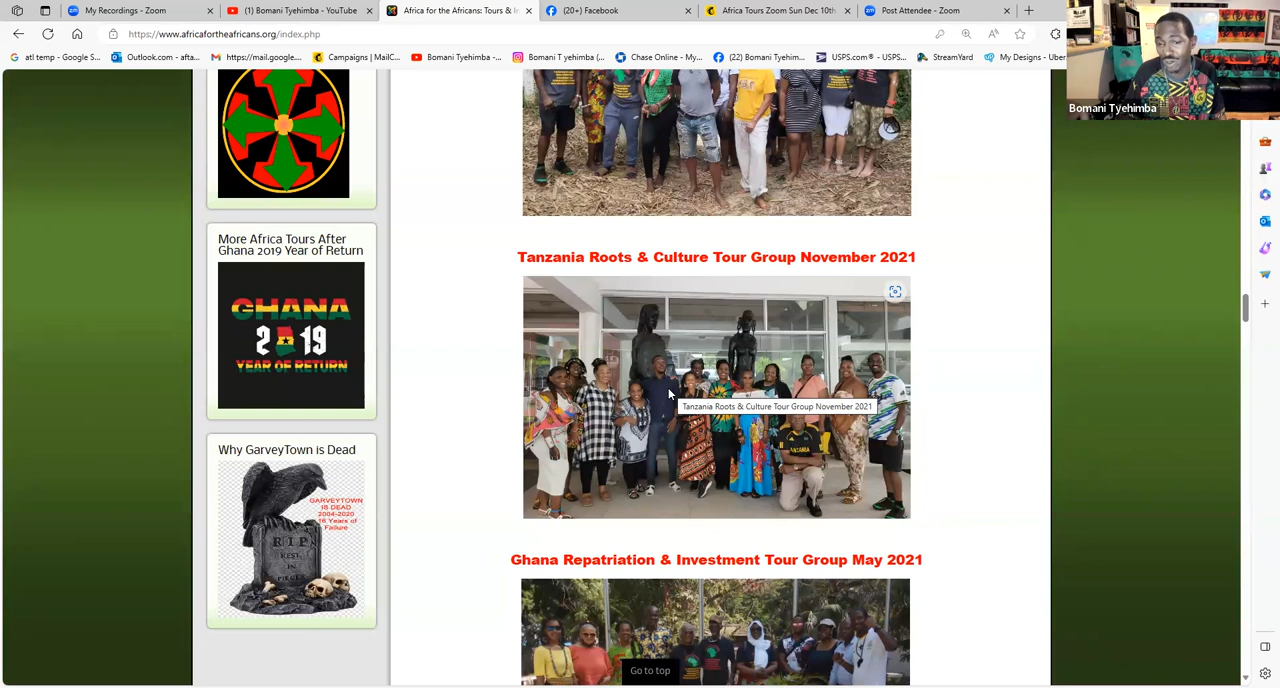 My Recordings - Zoom
(1) Bomani Tyehimba - YouTube
Africa for the Africans: Tours & In
(20+) Facebook
Africa Tours Zoom Sun Dec 10th
Post Attendee - Zoom
https://www.africafortheafricans.org/index.php
atl temp - Google S...
Outlook.com - afta...
https://mail.google....
Campaigns | MailC...
Bomani Tyehimba -...
Bomani T yehimba (...
Chase Online - My...
(22) Bomani Tyehim...
USPS.com® - USPS...
StreamYard
My Designs - Uber
Bomani Tyehimba
More Africa Tours After
Ghana 2019 Year of Return
GHANA
2 19
YEAR OF RETURN
Why GarveyTown is Dead
GARVEYTOWN
IS DEAD
2004-2020
16 Years of
Failure
R I P
REST
IN
PIECES
Tanzania Roots & Culture Tour Group November 2021
Tanzania Roots & Culture Tour Group November 2021
Ghana Repatriation & Investment Tour Group May 2021
Go to top